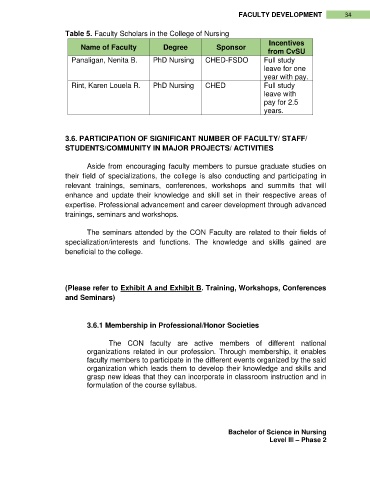 FACULTY DEVELOPMENT 34
Table 5. Faculty Scholars in the College of Nursing
Name of Faculty Degree Sponsor Incentives from CvSU
Panaligan, Nenita B. PhD Nursing CHED-FSDO Full study
leave for one
year with pay.
Rint, Karen Louela R. PhD Nursing CHED Full study
leave with
pay for 2.5
years.
3.6. PARTICIPATION OF SIGNIFICANT NUMBER OF FACULTY/ STAFF/
STUDENTS/COMMUNITY IN MAJOR PROJECTS/ ACTIVITIES
Aside from encouraging faculty members to pursue graduate studies on
their field of specializations, the college is also conducting and participating in
relevant trainings, seminars, conferences, workshops and summits that will
enhance and update their knowledge and skill set in their respective areas of
expertise. Professional advancement and career development through advanced
trainings, seminars and workshops.
The seminars attended by the CON Faculty are related to their fields of
specialization/interests and functions. The knowledge and skills gained are
beneficial to the college.
(Please refer to Exhibit A and Exhibit B. Training, Workshops, Conferences
and Seminars)
3.6.1 Membership in Professional/Honor Societies
The CON faculty are active members of different national
organizations related in our profession. Through membership, it enables
faculty members to participate in the different events organized by the said
organization which leads them to develop their knowledge and skills and
grasp new ideas that they can incorporate in classroom instruction and in
formulation of the course syllabus.
Bachelor of Science in Nursing
Level III – Phase 2